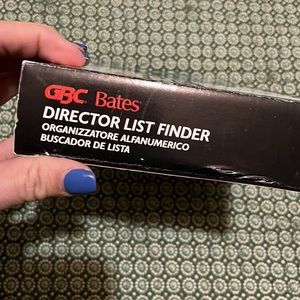 GBC Bates
DIRECTOR LIST FINDER
ORGANIZZATORE ALFANUMERICO
BUSCADOR DE LISTA